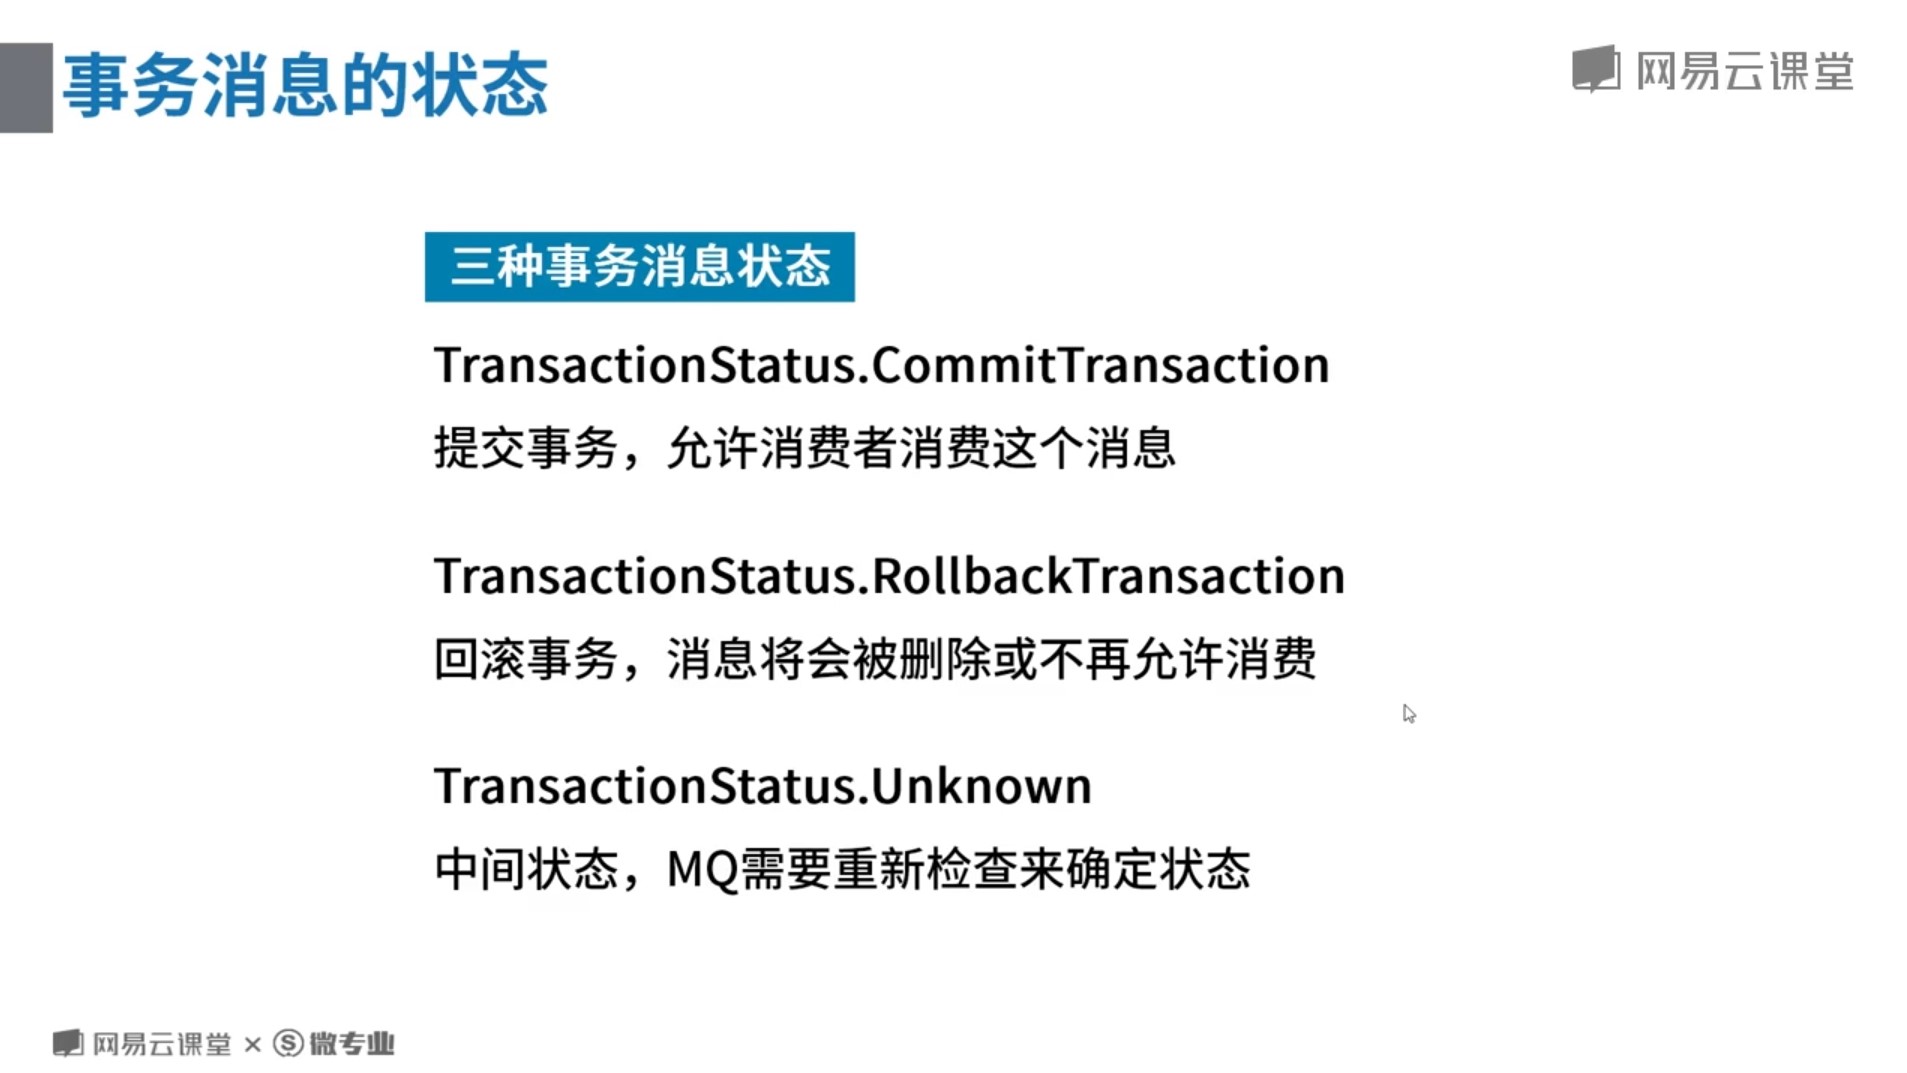 事务消息的状态
网易云课堂
三种事务消息状态
TransactionStatus.CommitTransaction
提交事务，允许消费者消费这个消息
TransactionStatus.RollbackTransaction
回滚事务，消息将会被删除或不再允许消费
TransactionStatus.Unknown
中间状态，MQ需要重新检查来确定状态
网易云课堂 × S 微专业